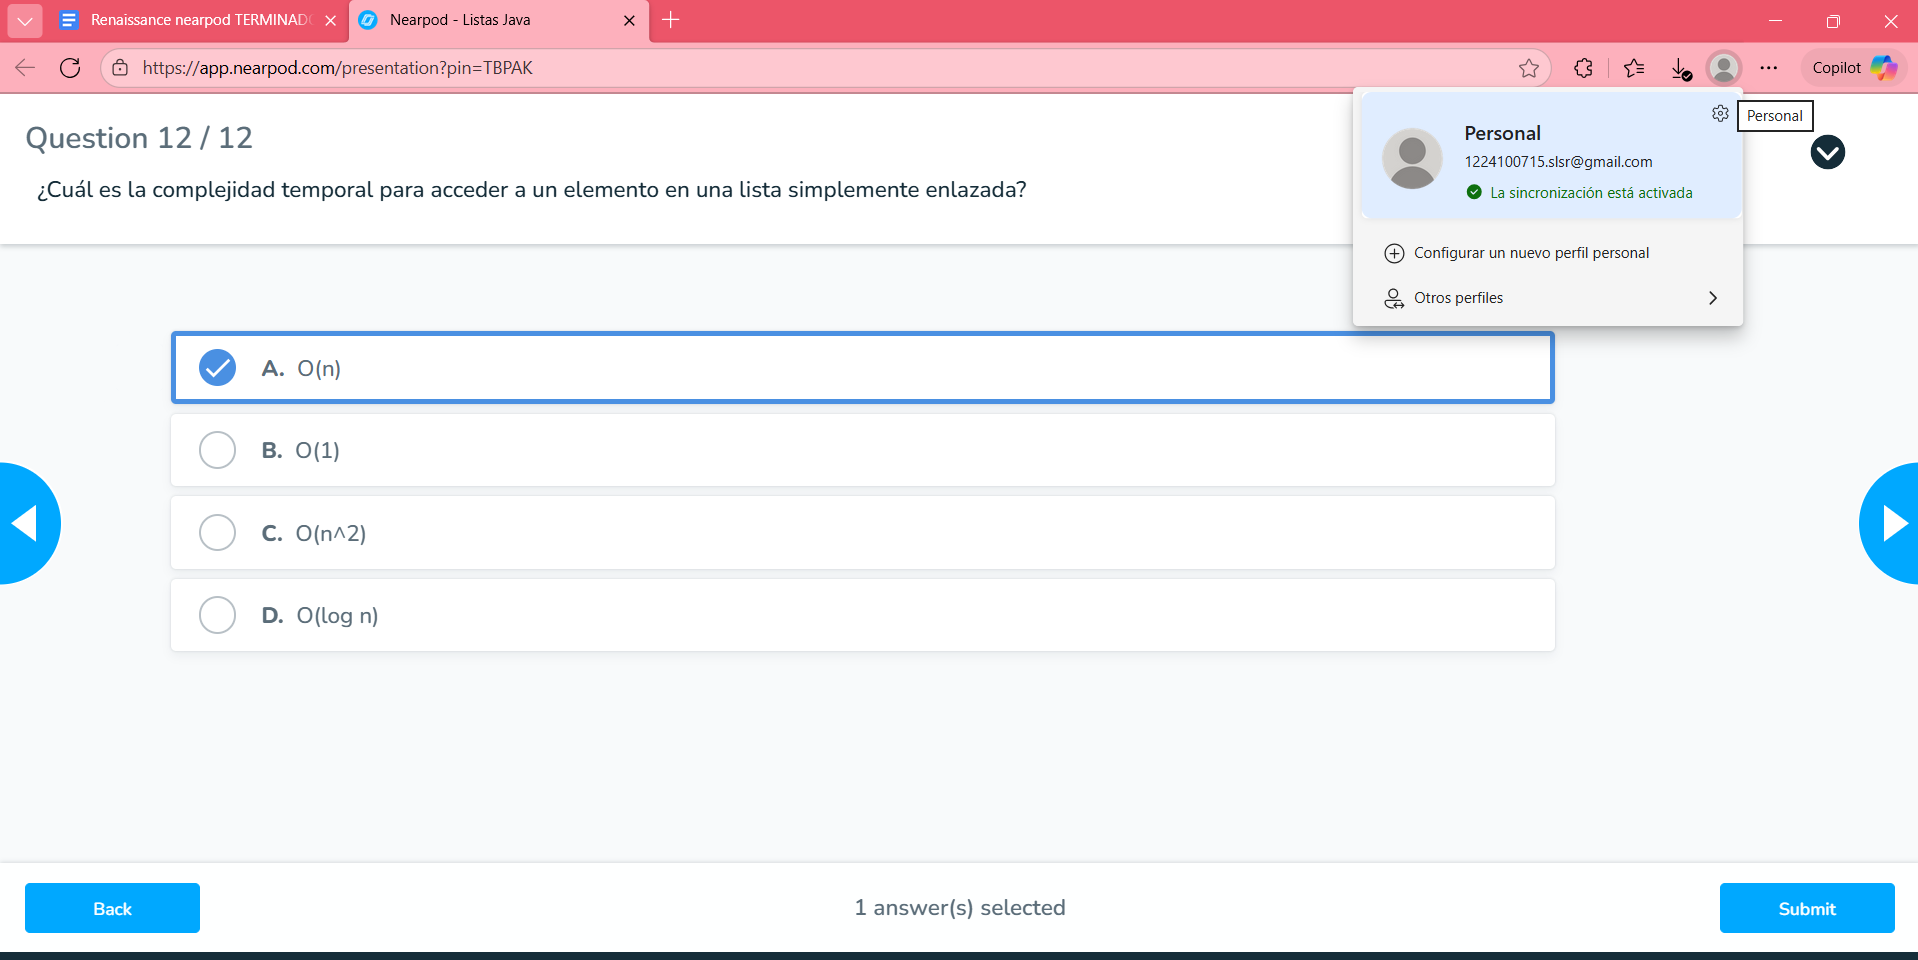 Renaissance nearpod TERMINAD
Nearpod - Listas Java
https://app.nearpod.com/presentation?pin=TBPAK
Copilot
Question 12 / 12
¿Cuál es la complejidad temporal para acceder a un elemento en una lista simplemente enlazada?
Personal
Personal
1224100715.slsr@gmail.com
La sincronización está activada
Configurar un nuevo perfil personal
Otros perfiles
A. O(n)
B. O(1)
C. O(n^2)
D. O(log n)
Back
1 answer(s) selected
Submit